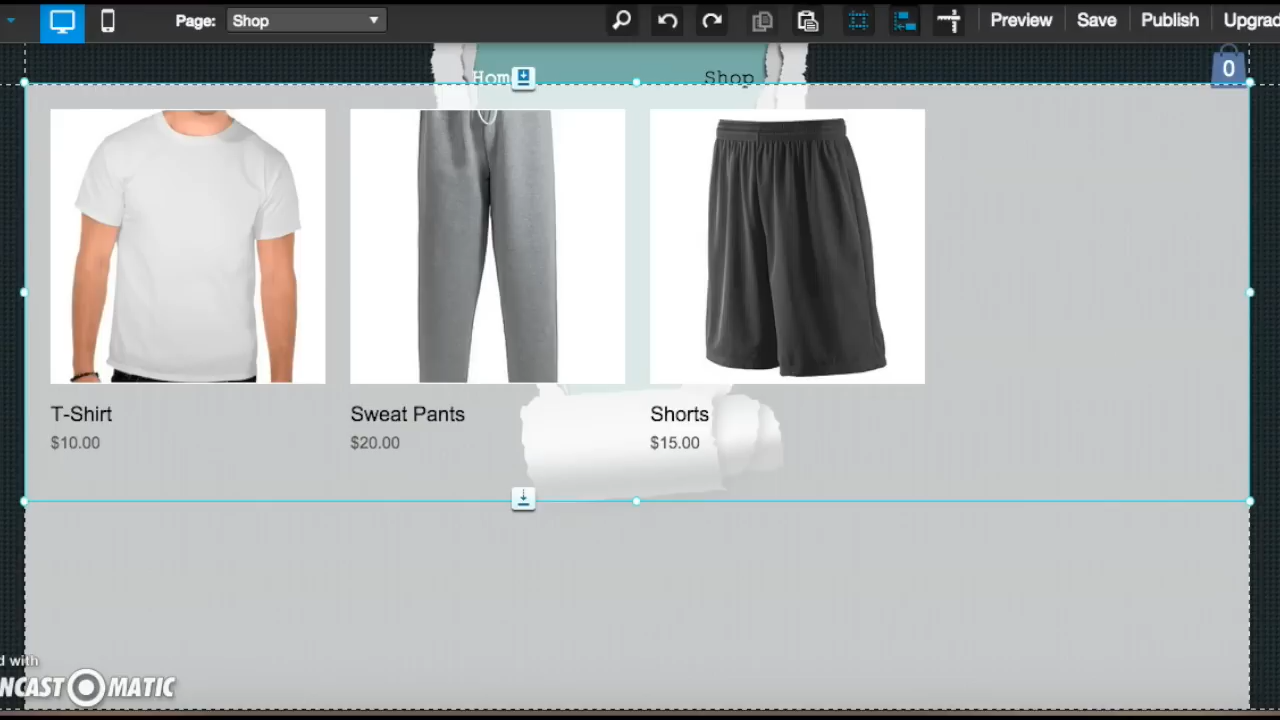 Page: Shop Preview Save Publish Upgrad
Hom Shop 0
T-Shirt Sweat Pants Shorts
$10.00 $20.00 $15.00
d with
NCAST MATIC